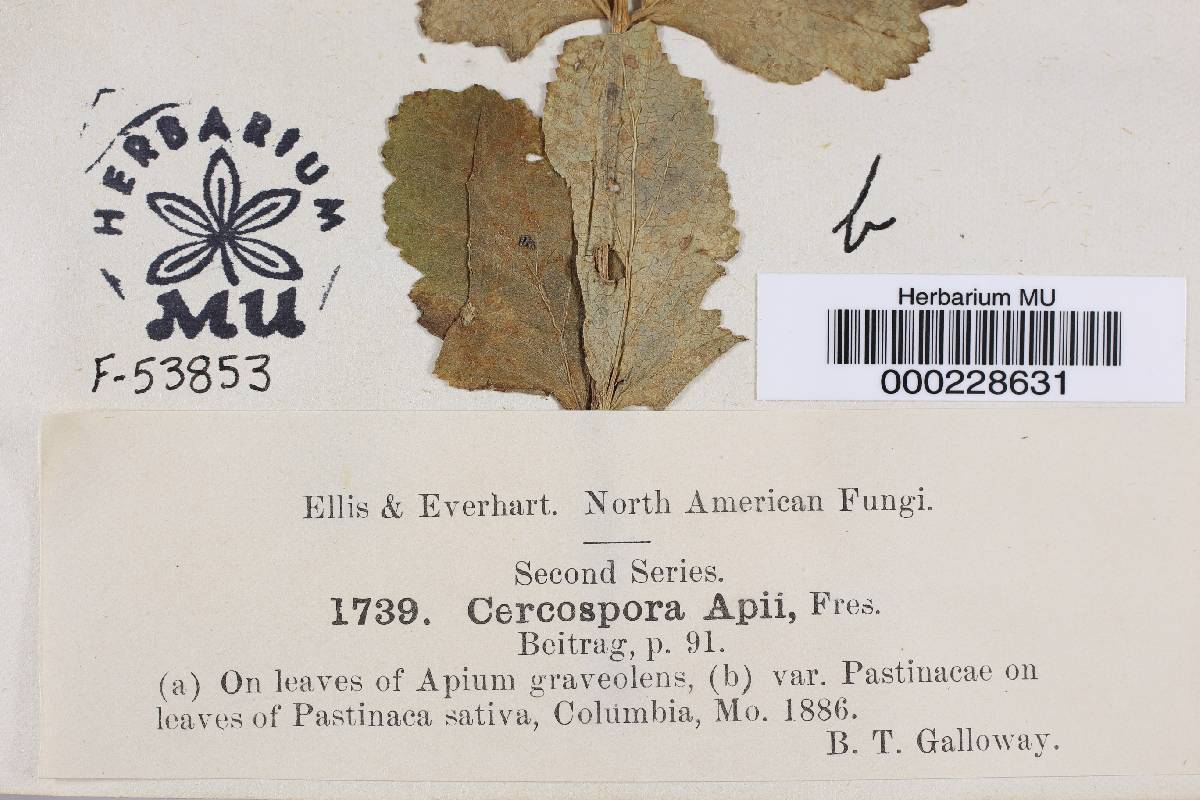 HERBARIUM
MU
F-53853
b
Herbarium MU
000228631
Ellis & Everhart. North American Fungi.
Second Series.
1739. Cercospora Apii, Fres.
Beitrag, p. 91.
(a) On leaves of Apium graveolens, (b) var. Pastinacae on
leaves of Pastinaca sativa, Columbia, Mo. 1886.
B. T. Galloway.